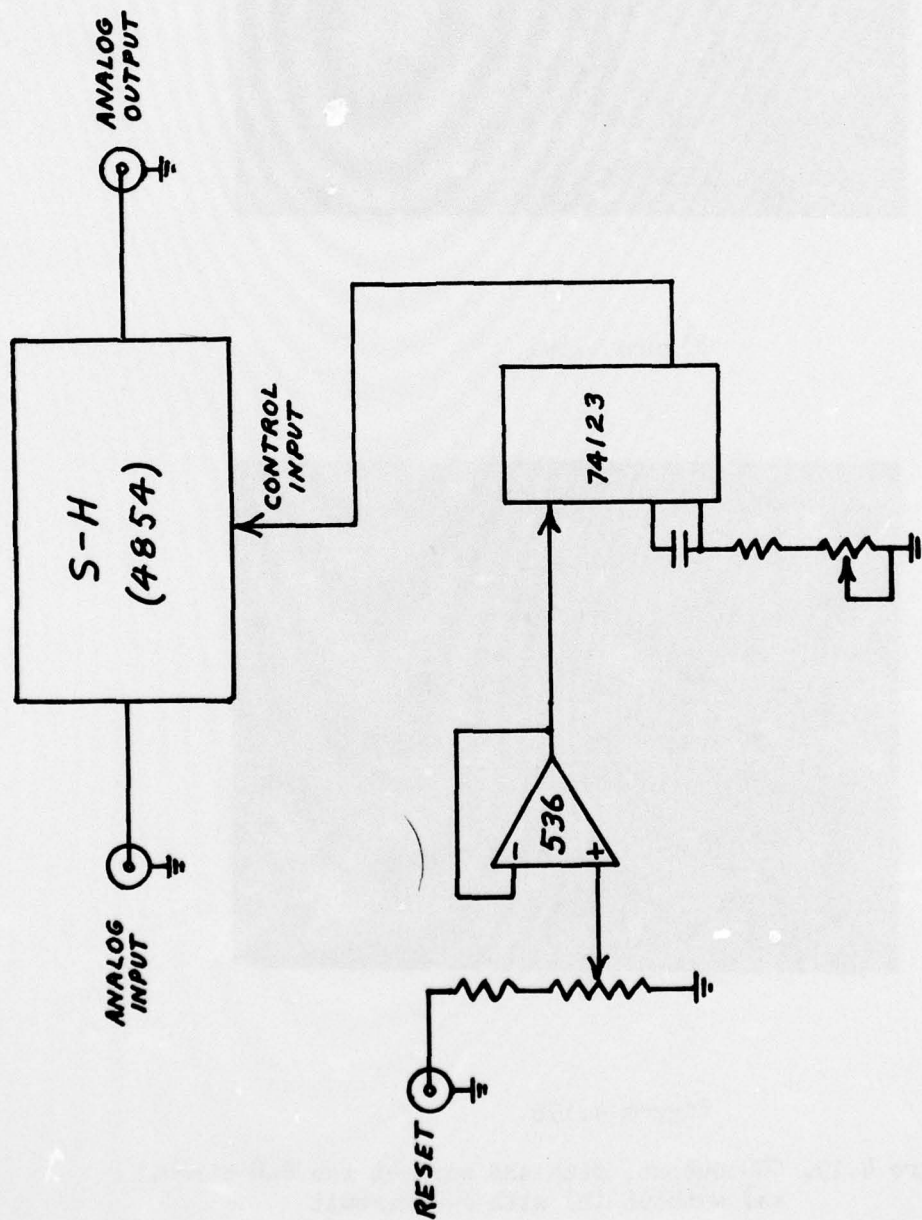 ANALOG
INPUT
S-H
(4854)
ANALOG
OUTPUT
CONTROL
INPUT
RESET
-
536
+
74123